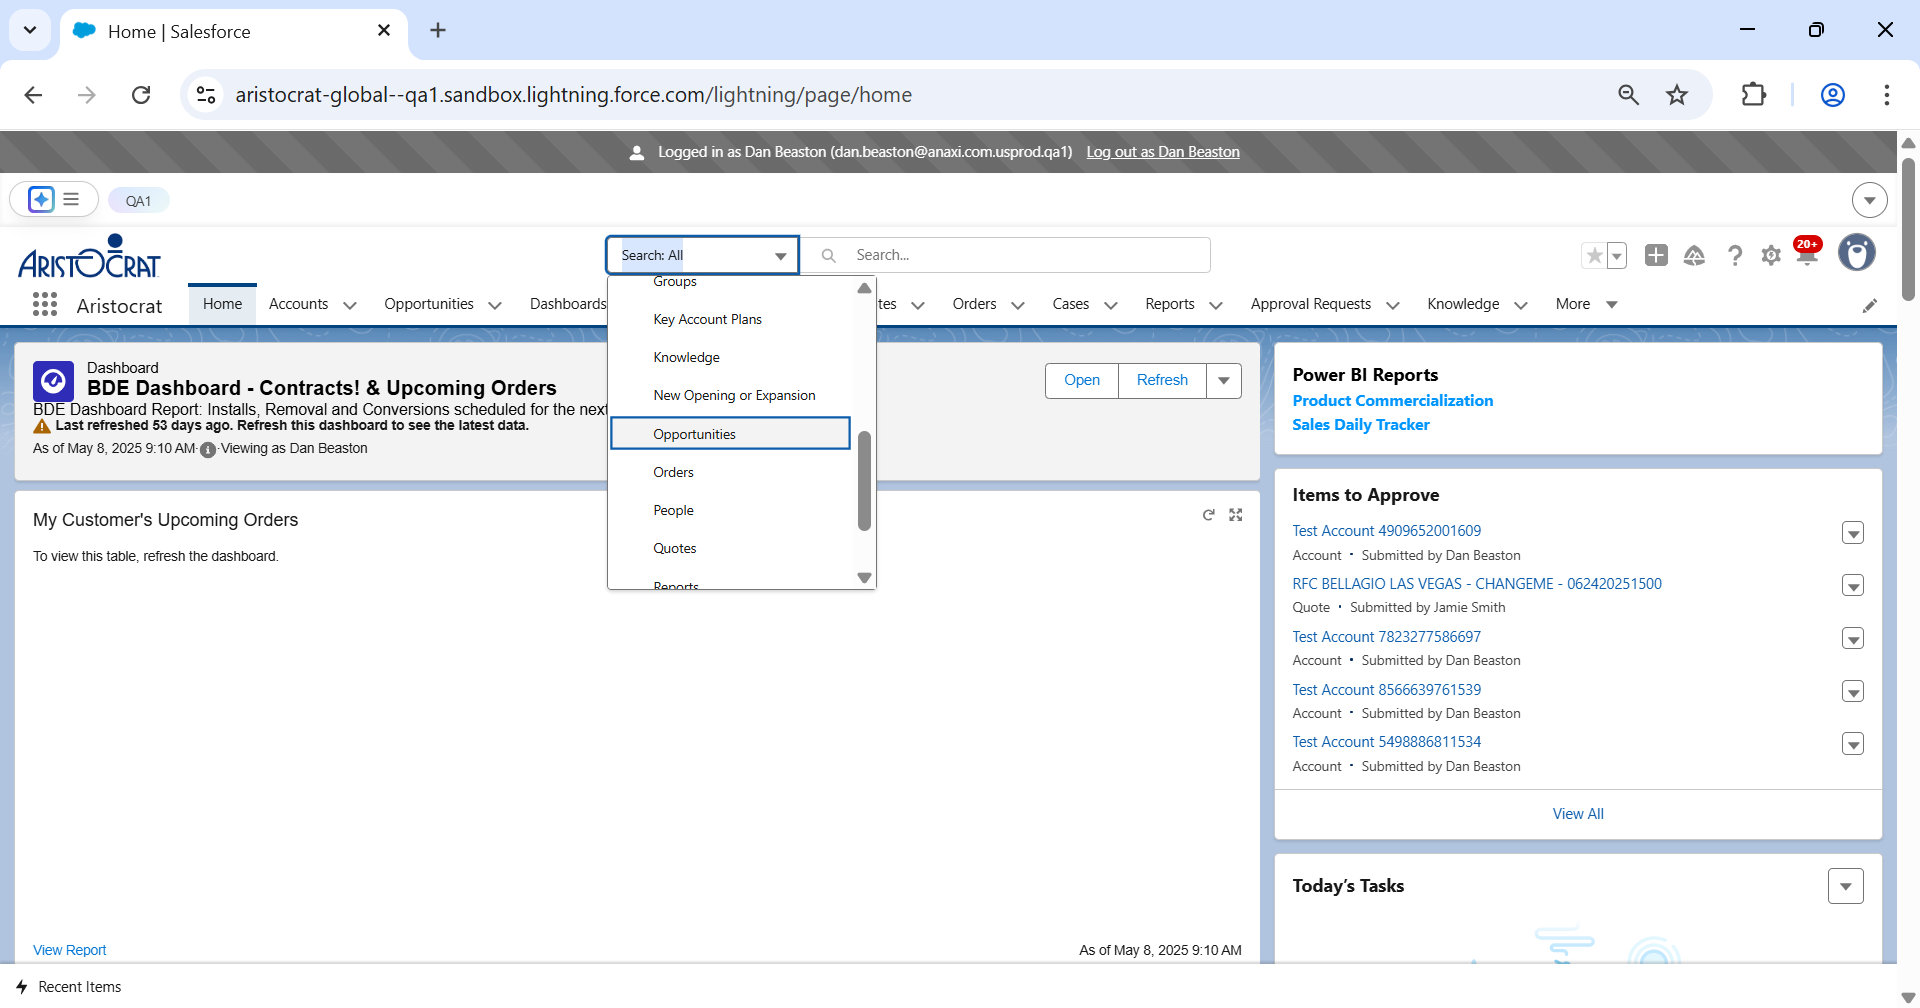 Home | Salesforce
aristocrat-global--qa1.sandbox.lightning.force.com/lightning/page/home
Logged in as Dan Beaston (dan.beaston@anaxi.com.usprod.qa1) Log out as Dan Beaston
QA1
ARISTOCRAT
Search: All
Search...
20+
Aristocrat
Home
Accounts
Opportunities
Dashboards
tes
Orders
Cases
Reports
Approval Requests
Knowledge
More
Groups
Key Account Plans
Knowledge
New Opening or Expansion
Opportunities
Orders
People
Quotes
Reports
Dashboard
BDE Dashboard - Contracts! & Upcoming Orders
BDE Dashboard Report: Installs, Removal and Conversions scheduled for the next
Last refreshed 53 days ago. Refresh this dashboard to see the latest data.
As of May 8, 2025 9:10 AM·Viewing as Dan Beaston
Open
Refresh
My Customer's Upcoming Orders
To view this table, refresh the dashboard.
View Report
As of May 8, 2025 9:10 AM
Power BI Reports
Product Commercialization
Sales Daily Tracker
Items to Approve
Test Account 4909652001609
Account • Submitted by Dan Beaston
RFC BELLAGIO LAS VEGAS - CHANGEME - 062420251500
Quote • Submitted by Jamie Smith
Test Account 7823277586697
Account • Submitted by Dan Beaston
Test Account 8566639761539
Account • Submitted by Dan Beaston
Test Account 5498886811534
Account • Submitted by Dan Beaston
View All
Today's Tasks
Recent Items